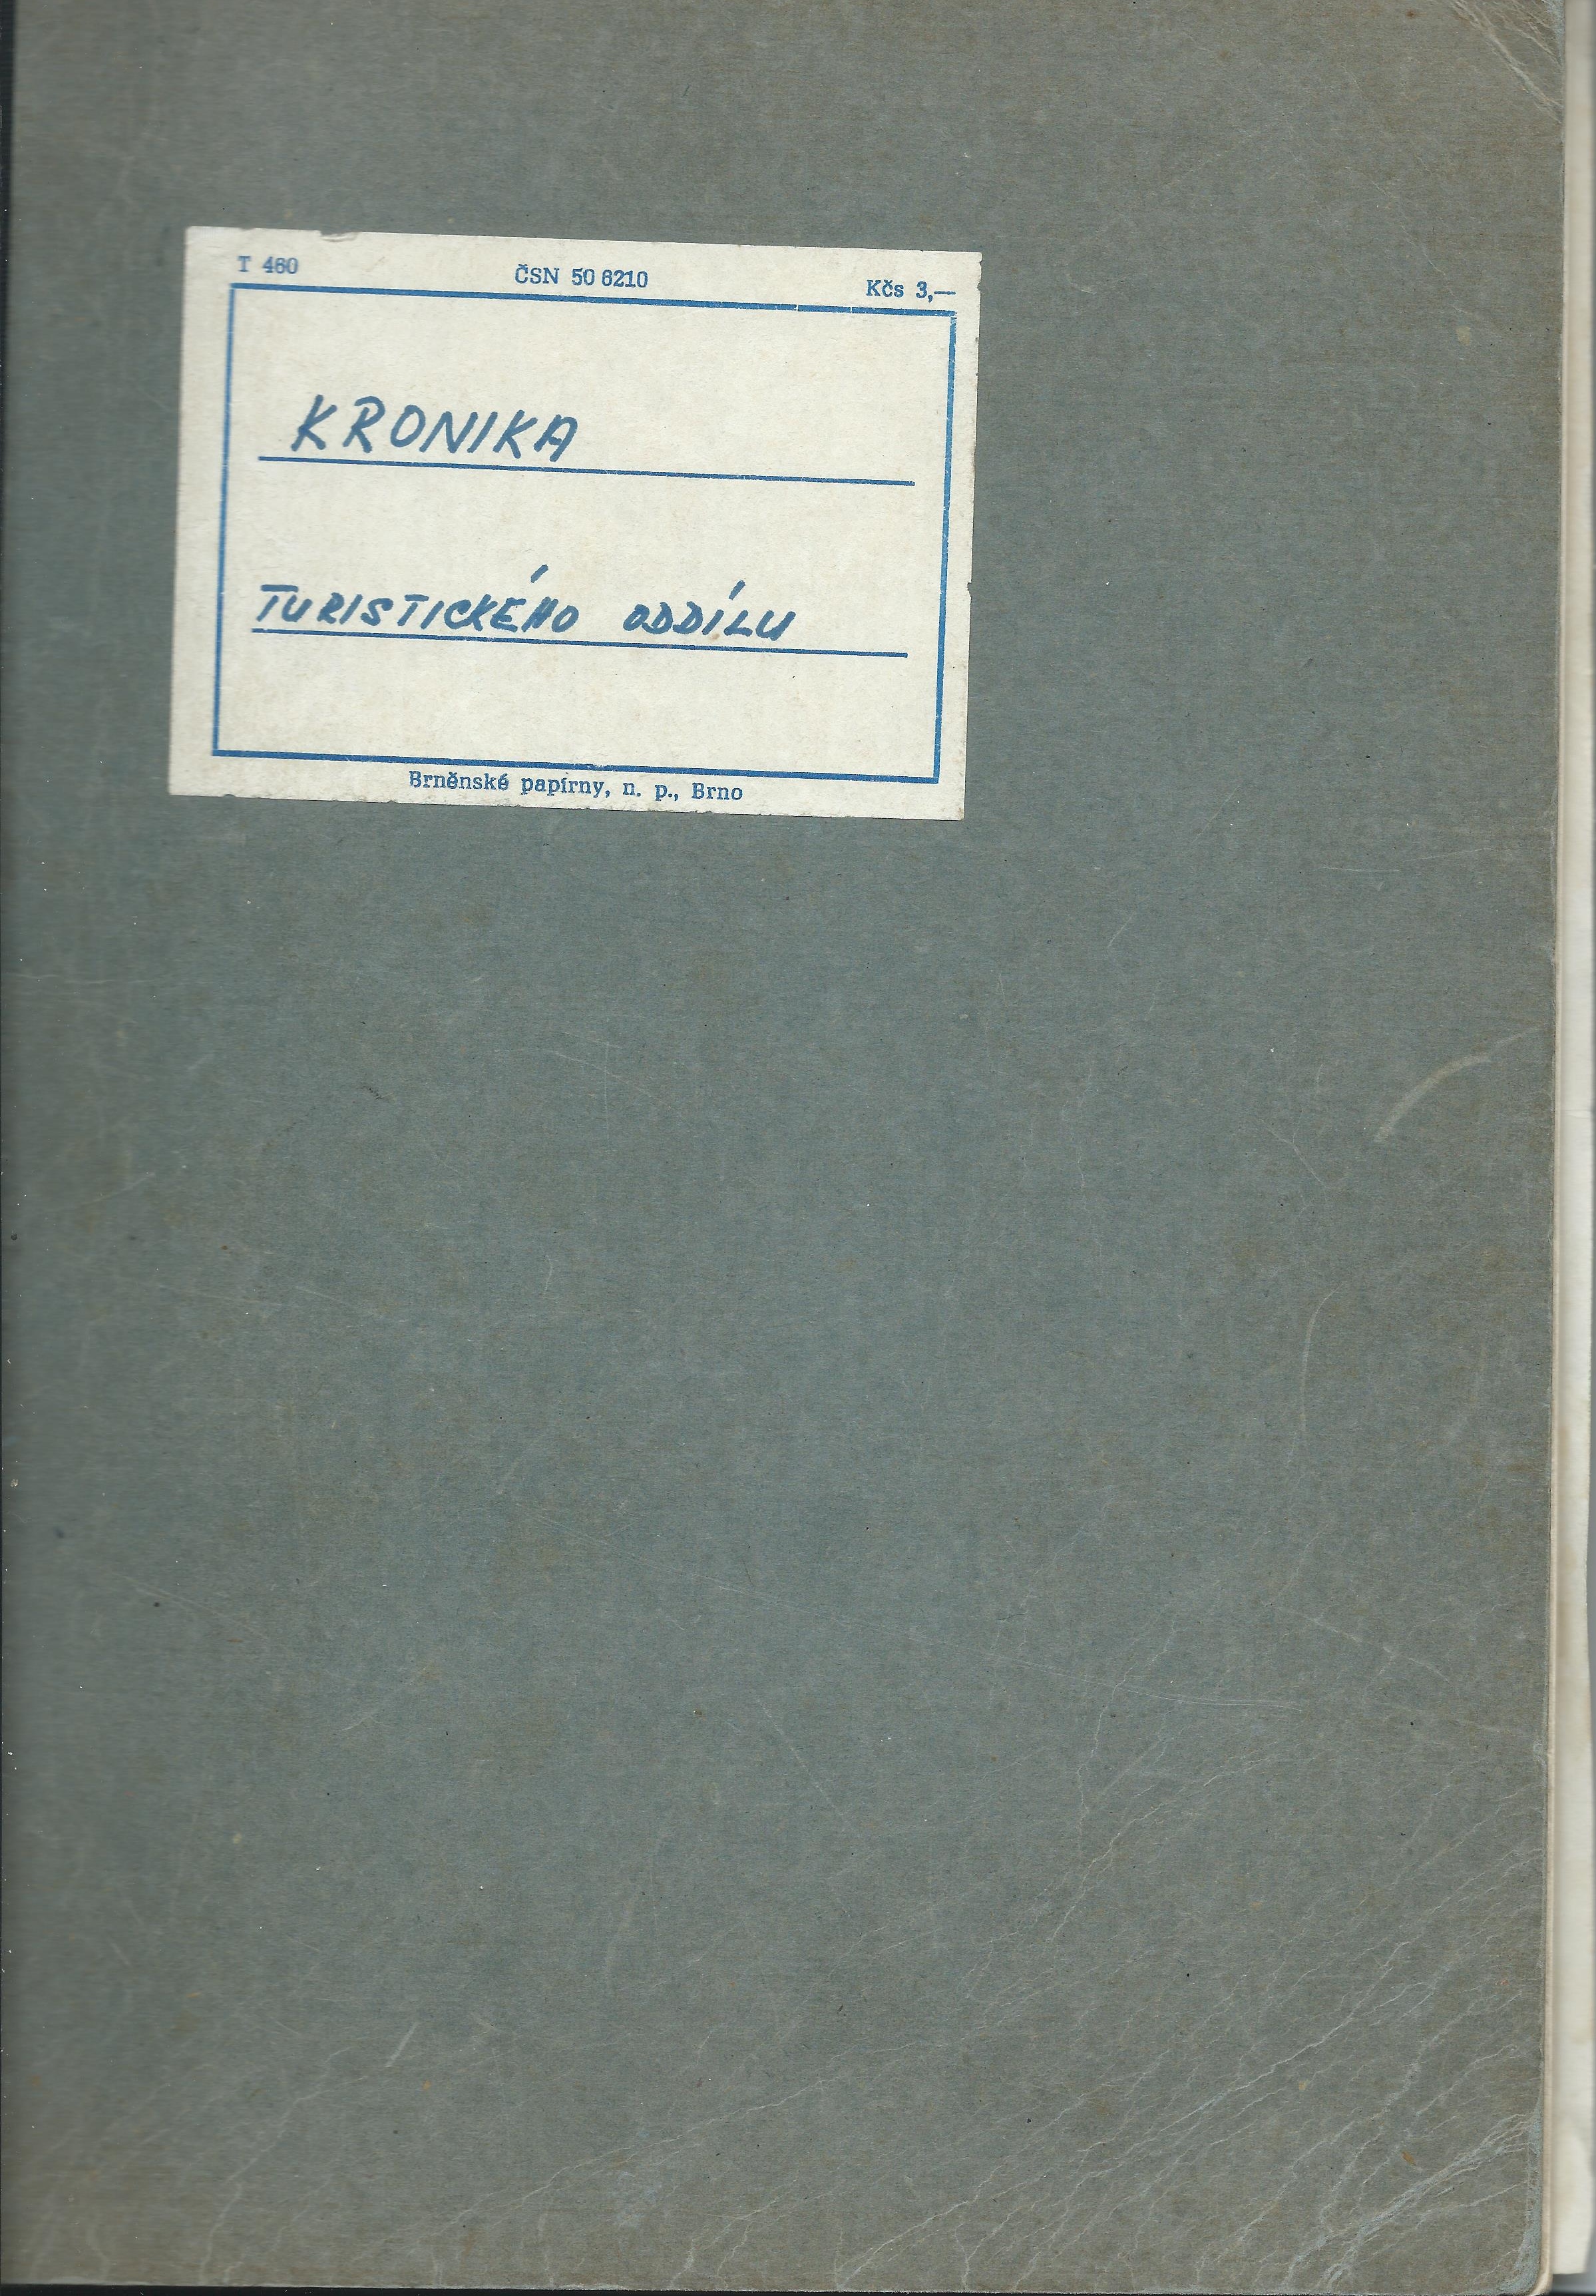 T 460 ČSN 50 6210 Kčs 3,—
KRONIKA
TURISTICKÉHO ODDÍLU
Brněnské papírny, n. p., Brno